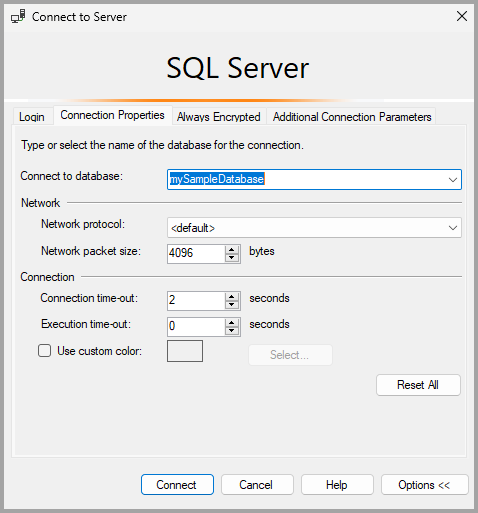 Connect to Server
SQL Server
Login Connection Properties Always Encrypted Additional Connection Parameters
Type or select the name of the database for the connection.
Connect to database: mySampleDatabase
Network
Network protocol: <default>
Network packet size: 4096 bytes
Connection
Connection time-out: 2 seconds
Execution time-out: 0 seconds
Use custom color: Select...
Reset All
Connect Cancel Help Options <<